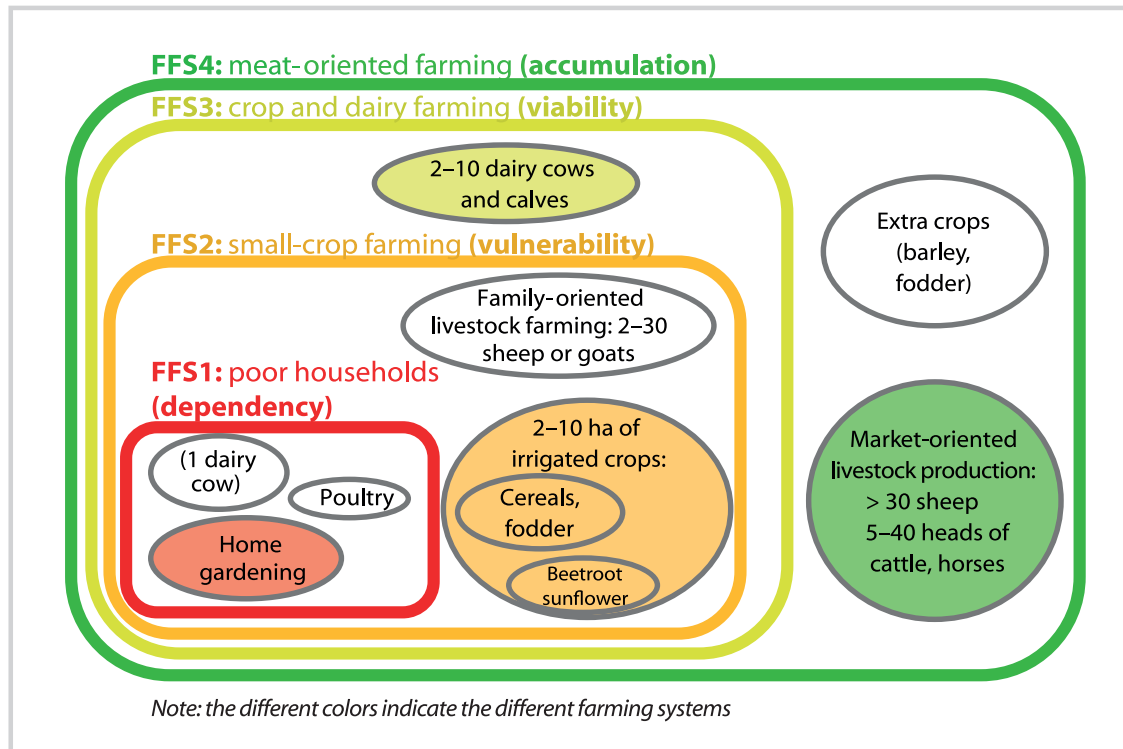 FFS4: meat-oriented farming (accumulation)
FFS3: crop and dairy farming (viability)
2–10 dairy cows
and calves
FFS2: small-crop farming (vulnerability)
Family-oriented
livestock farming: 2–30
sheep or goats
FFS1: poor households
(dependency)
(1 dairy
cow)
Poultry
Home
gardening
2–10 ha of
irrigated crops:
Cereals,
fodder
Beetroot
sunflower
Extra crops
(barley,
fodder)
Market-oriented
livestock production:
> 30 sheep
5–40 heads of
cattle, horses
Note: the different colors indicate the different farming systems